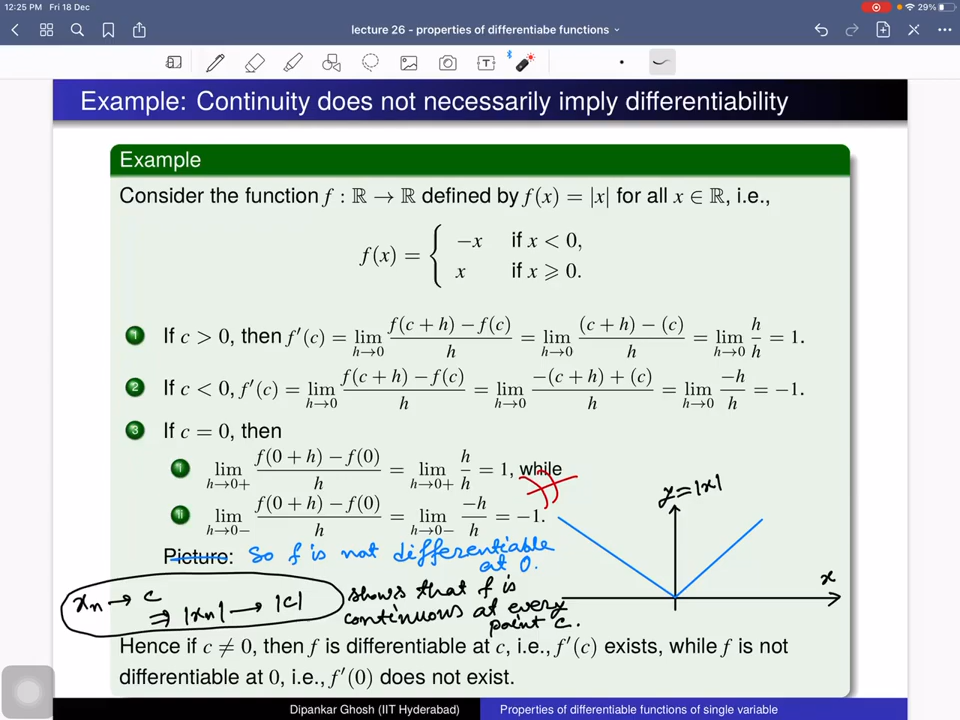 12:25 PM Fri 18 Dec
29%
lecture 26 - properties of differentiabe functions
Example: Continuity does not necessarily imply differentiability
Example
Consider the function f : ℝ → ℝ defined by f(x) = |x| for all x ∈ ℝ, i.e.,
f(x) = { −x if x < 0,
x if x ⩾ 0.
1 If c > 0, then f′(c) = lim_{h→0} (f(c + h) − f(c))/h = lim_{h→0} ((c + h) − (c))/h = lim_{h→0} h/h = 1.
2 If c < 0, f′(c) = lim_{h→0} (f(c + h) − f(c))/h = lim_{h→0} (−(c + h) + (c))/h = lim_{h→0} −h/h = −1.
3 If c = 0, then
i lim_{h→0+} (f(0 + h) − f(0))/h = lim_{h→0+} h/h = 1, while
ii lim_{h→0−} (f(0 + h) − f(0))/h = lim_{h→0−} −h/h = −1.
y=|x|
x
Picture: So f is not differentiable
at 0.
xₙ → c
⇒ |xₙ| → |c|
shows that f is
continuous at every
point c.
Hence if c ≠ 0, then f is differentiable at c, i.e., f′(c) exists, while f is not
differentiable at 0, i.e., f′(0) does not exist.
Dipankar Ghosh (IIT Hyderabad)
Properties of differentiable functions of single variable